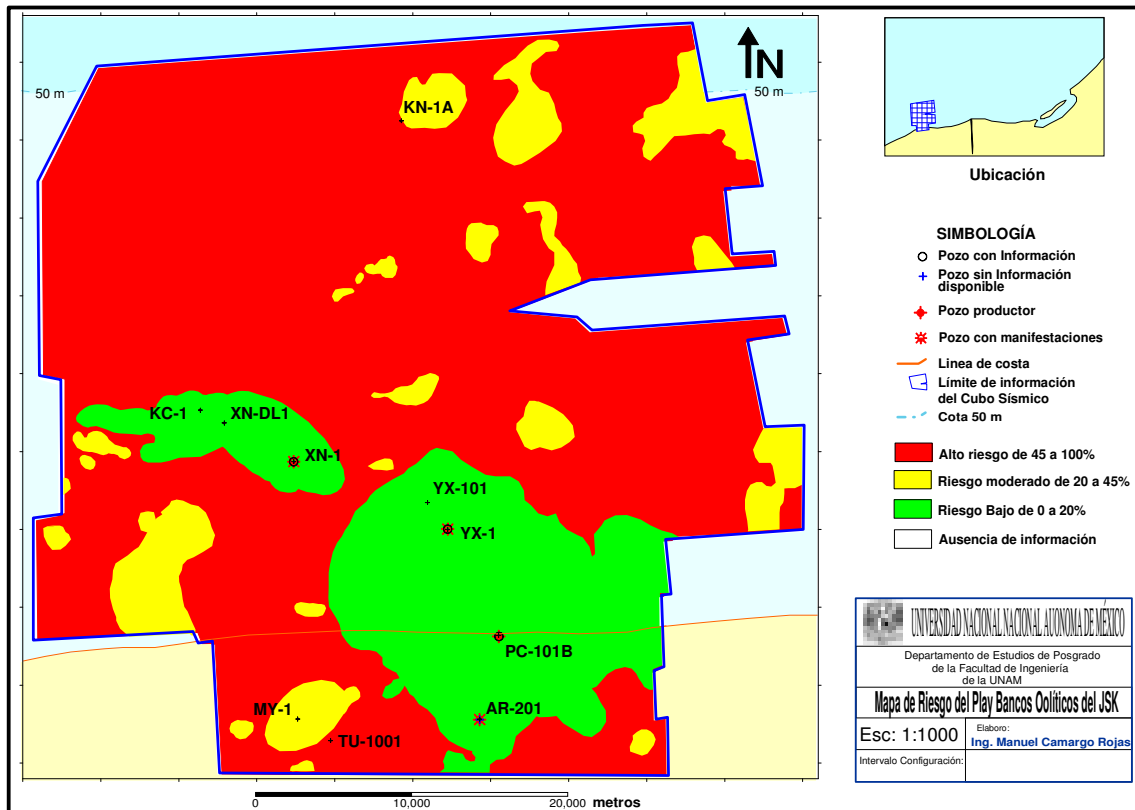 50 m
50 m
N
KN-1A
KC-1
XN-DL1
XN-1
YX-101
YX-1
PC-101B
AR-201
MY-1
TU-1001
0
10,000
20,000
metros
Ubicación
SIMBOLOGÍA
Pozo con Información
Pozo sin Información
disponible
Pozo productor
Pozo con manifestaciones
Linea de costa
Límite de información
del Cubo Sísmico
Cota 50 m
Alto riesgo de 45 a 100%
Riesgo moderado de 20 a 45%
Riesgo Bajo de 0 a 20%
Ausencia de información
UNIVERSIDAD NACIONAL NACIONAL AUONOMA DE MÉXICO
Departamento de Estudios de Posgrado
de la Facultad de Ingeniería
de la UNAM
Mapa de Riesgo del Play Bancos Oolíticos del JSK
Esc: 1:1000
Elaboro:
Ing. Manuel Camargo Rojas
Intervalo Configuración: